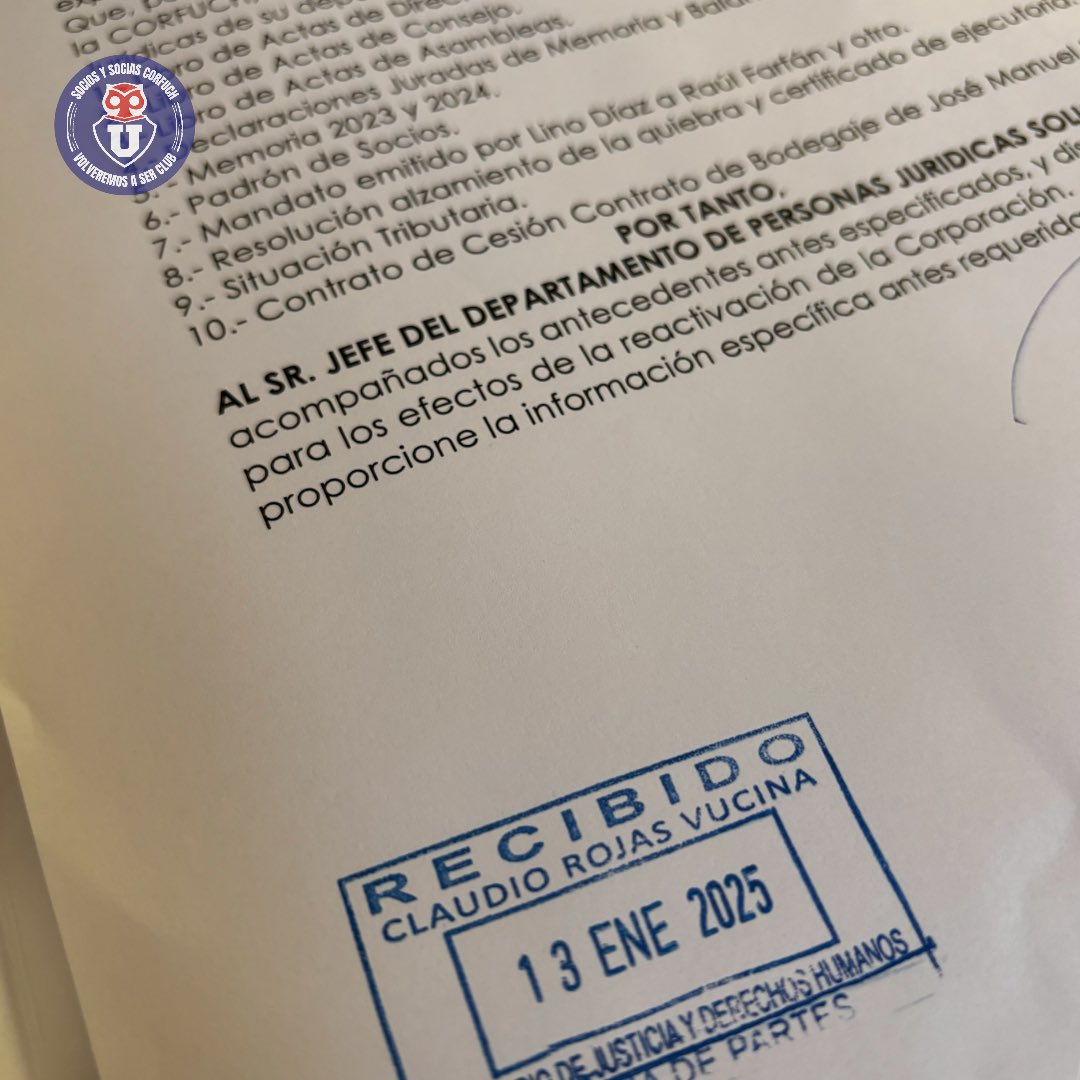 SOCIOS Y SOCIAS CORFUCH
U
VOLVEREMOS A SER CLUB
Que,
la CORFUCH,
de su
de Actas de
de Actas de Consejo.
de Actas de Asambleas.
Declaraciones Juradas de Memoria y
5.- Memoria 2023 y 2024.
6.- Padrón de Socios.
7.- Mandato emitido por Lino Díaz a Raúl Farfán y otro.
8.- Resolución alzamiento de la quiebra y certificado de ejecutoria
9.- Situación Tributaria.
10.- Contrato de Cesión Contrato de Bodegaje de José Manuel
POR TANTO,
AL SR. JEFE DEL DEPARTAMENTO DE PERSONAS JURIDICAS
acompañados los antecedentes antes especificados, y
para los efectos de la reactivación de la Corporación.
proporcione la información específica antes
RECIBIDO
CLAUDIO ROJAS VUCINA
13 ENE 2025
DE JUSTICIA Y DERECHOS HUMANOS
DE PARTES